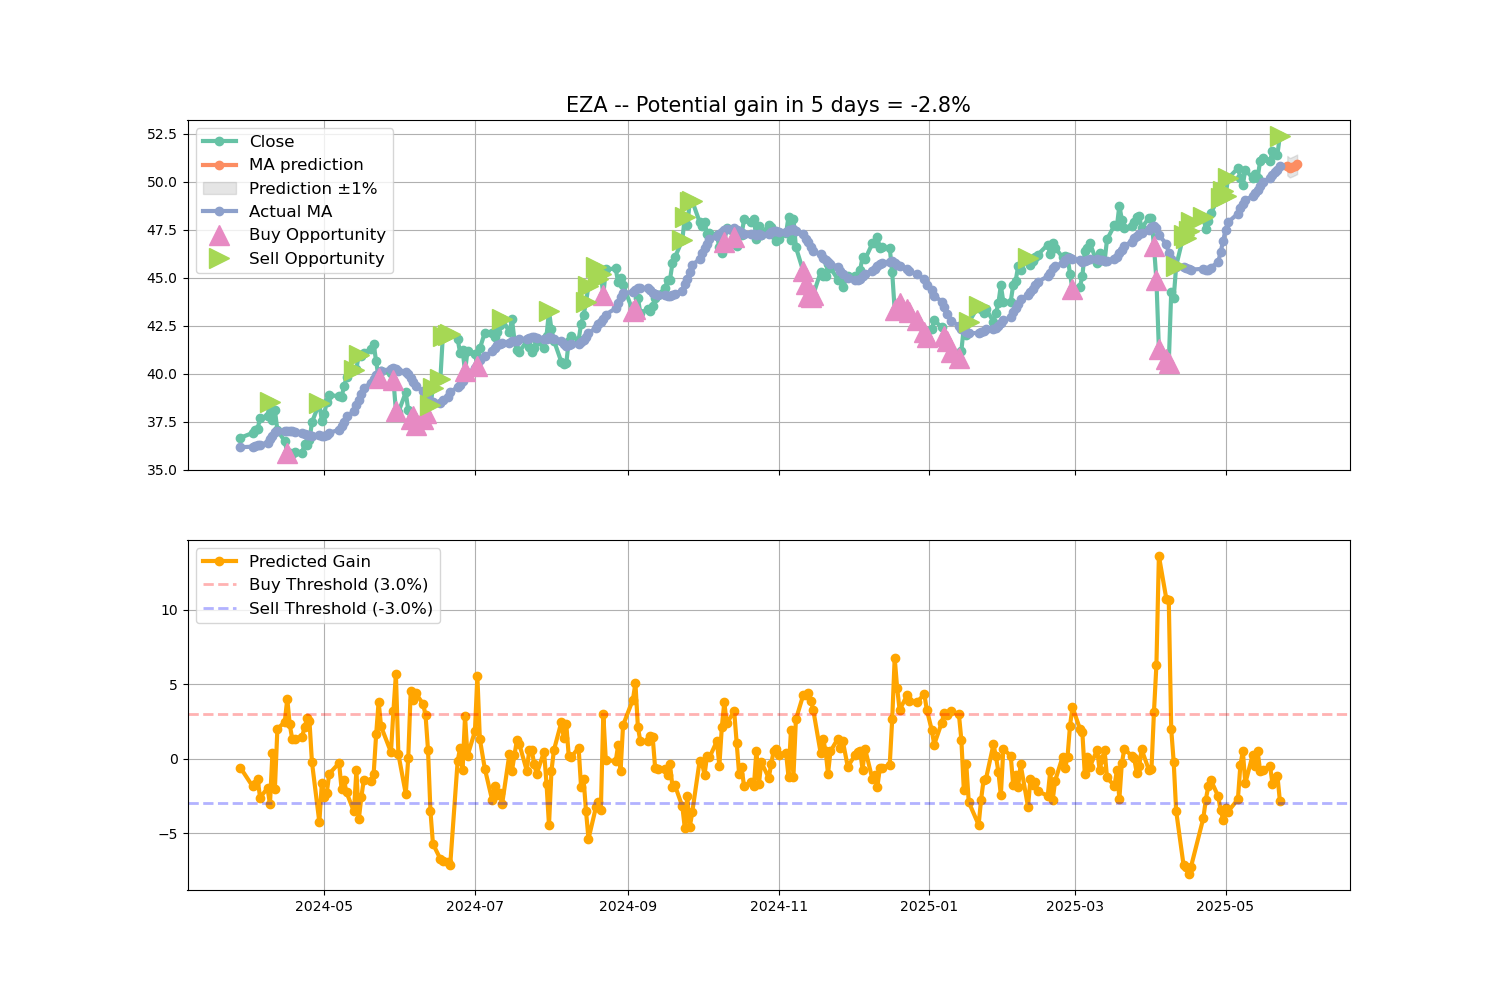 EZA -- Potential gain in 5 days = -2.8%
52.5
50.0
47.5
45.0
42.5
40.0
37.5
35.0
Close
MA prediction
Prediction ±1%
Actual MA
Buy Opportunity
Sell Opportunity
10
5
0
−5
Predicted Gain
Buy Threshold (3.0%)
Sell Threshold (-3.0%)
2024-05
2024-07
2024-09
2024-11
2025-01
2025-03
2025-05